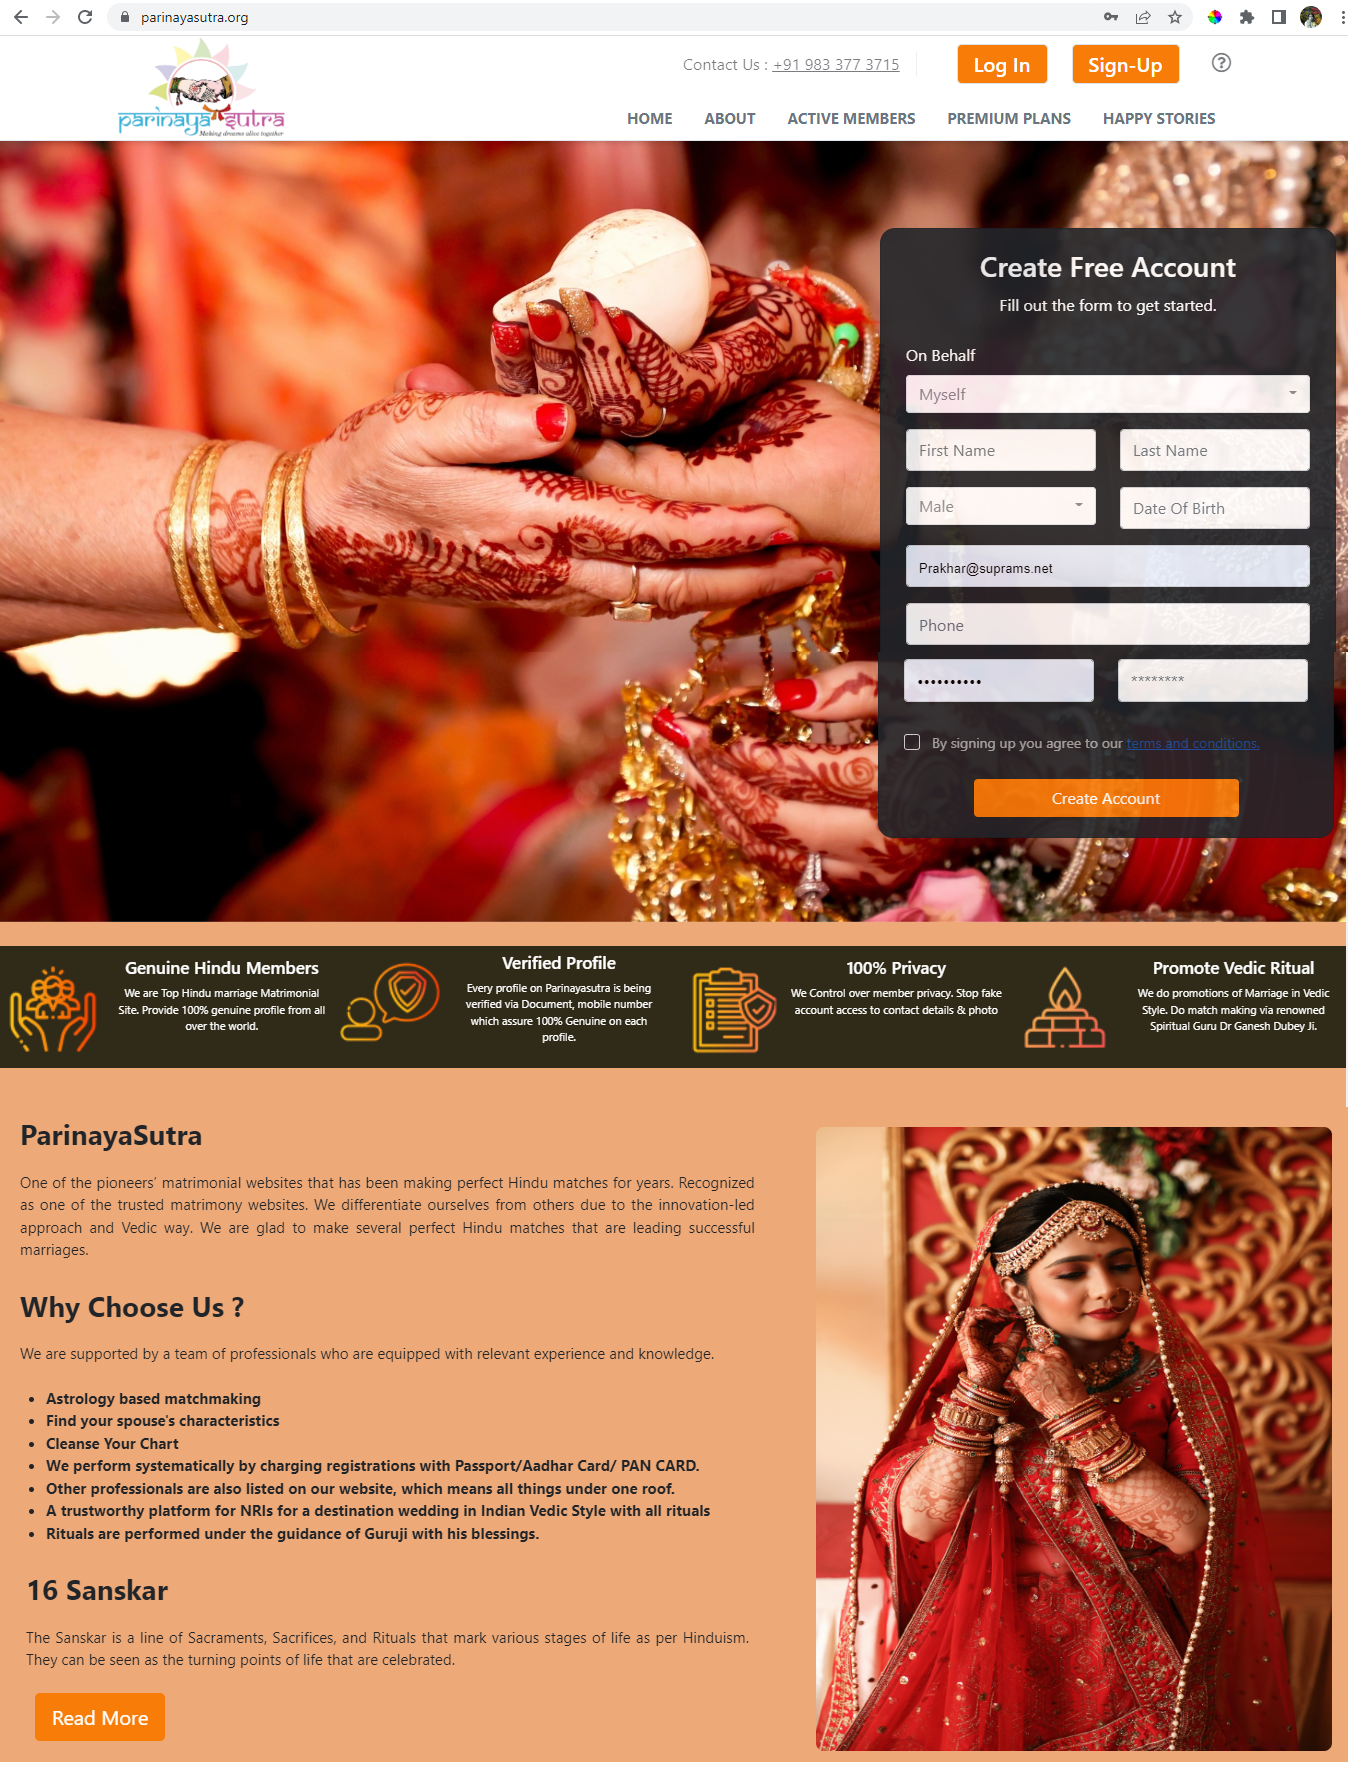 parinayasutra.org
parinaya sutra
Making dreams alive together
Contact Us : +91 983 377 3715
Log In
Sign-Up
HOME
ABOUT
ACTIVE MEMBERS
PREMIUM PLANS
HAPPY STORIES
Create Free Account
Fill out the form to get started.
On Behalf
Myself
First Name
Last Name
Male
Date Of Birth
Prakhar@suprams.net
Phone
••••••••••
********
By signing up you agree to our terms and conditions.
Create Account
Genuine Hindu Members
We are Top Hindu marriage Matrimonial
Site. Provide 100% genuine profile from all
over the world.
Verified Profile
Every profile on Parinayasutra is being
verified via Document, mobile number
which assure 100% Genuine on each
profile.
100% Privacy
We Control over member privacy. Stop fake
account access to contact details & photo
Promote Vedic Ritual
We do promotions of Marriage in Vedic
Style. Do match making via renowned
Spiritual Guru Dr Ganesh Dubey Ji.
ParinayaSutra
One of the pioneers’ matrimonial websites that has been making perfect Hindu matches for years. Recognized
as one of the trusted matrimony websites. We differentiate ourselves from others due to the innovation-led
approach and Vedic way. We are glad to make several perfect Hindu matches that are leading successful
marriages.
Why Choose Us ?
We are supported by a team of professionals who are equipped with relevant experience and knowledge.
• Astrology based matchmaking
• Find your spouse's characteristics
• Cleanse Your Chart
• We perform systematically by charging registrations with Passport/Aadhar Card/ PAN CARD.
• Other professionals are also listed on our website, which means all things under one roof.
• A trustworthy platform for NRIs for a destination wedding in Indian Vedic Style with all rituals
• Rituals are performed under the guidance of Guruji with his blessings.
16 Sanskar
The Sanskar is a line of Sacraments, Sacrifices, and Rituals that mark various stages of life as per Hinduism.
They can be seen as the turning points of life that are celebrated.
Read More